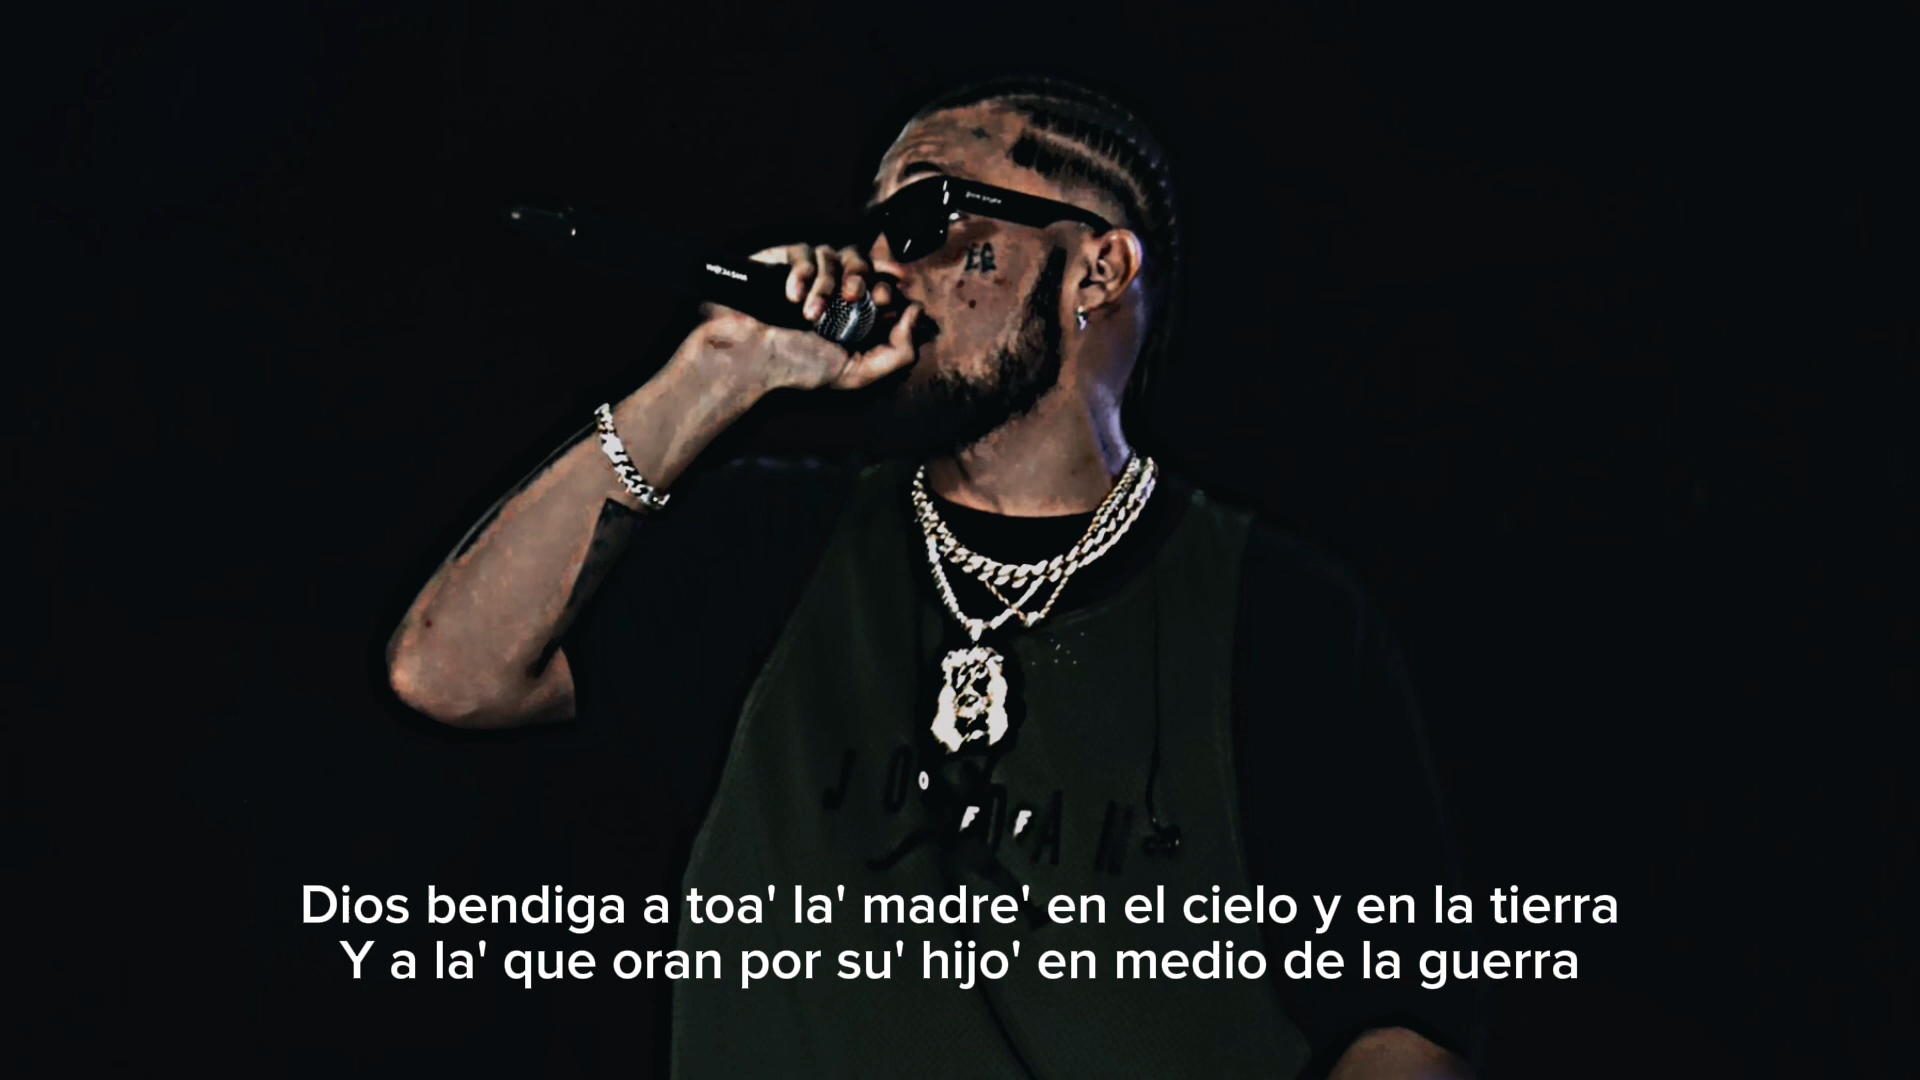 JORDAN
Dios bendiga a toa' la' madre' en el cielo y en la tierra
Y a la' que oran por su' hijo' en medio de la guerra